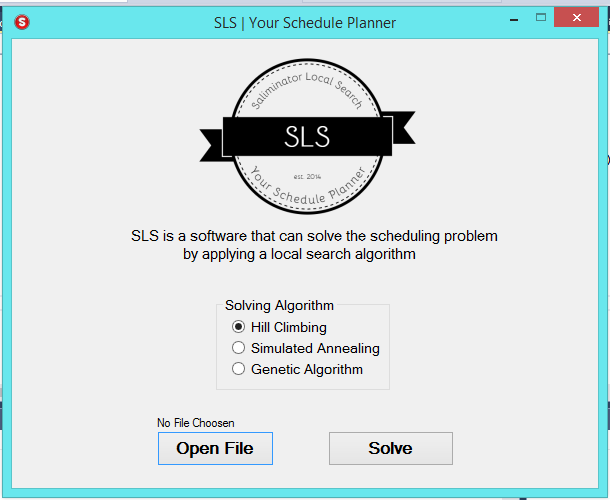 S
SLS | Your Schedule Planner
Saliminator Local Search
SLS
est. 2014
Your Schedule Planner
SLS is a software that can solve the scheduling problem
by applying a local search algorithm
Solving Algorithm
Hill Climbing
Simulated Annealing
Genetic Algorithm
No File Choosen
Open File
Solve